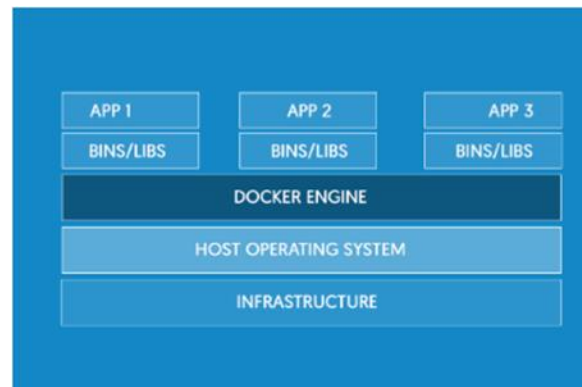 APP 1 APP 2 APP 3
BINS/LIBS BINS/LIBS BINS/LIBS
DOCKER ENGINE
HOST OPERATING SYSTEM
INFRASTRUCTURE